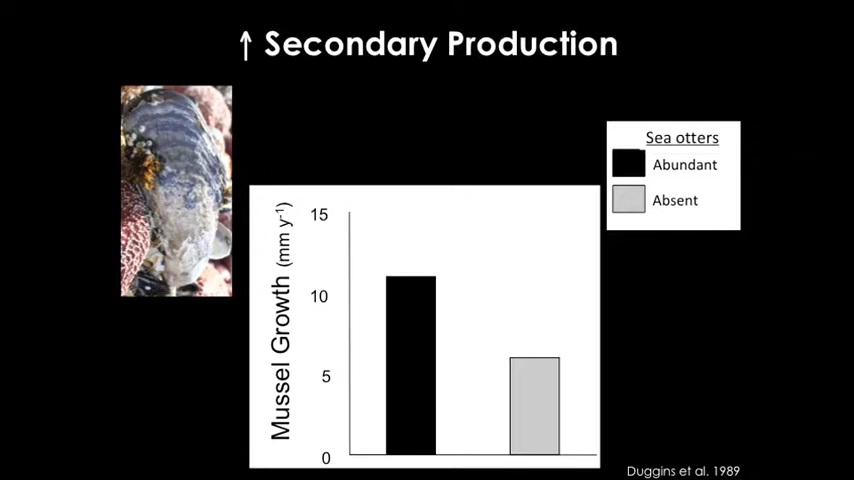 ↑ Secondary Production
Sea otters
Abundant
Absent
Mussel Growth (mm y⁻¹)
15
10
5
0
Duggins et al. 1989